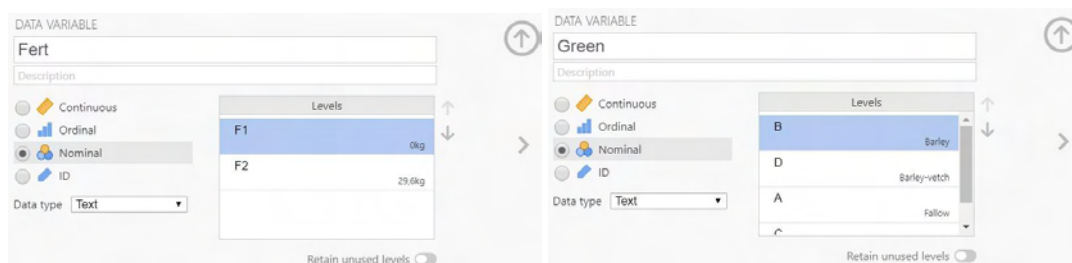 DATA VARIABLE
Fert
Description
Continuous
Ordinal
Nominal
ID
Data type Text
Levels
F1
0kg
F2
29,6kg
Retain unused levels
DATA VARIABLE
Green
Description
Continuous
Ordinal
Nominal
ID
Data type Text
Levels
B
Barley
D
Barley-vetch
A
Fallow
C
Retain unused levels